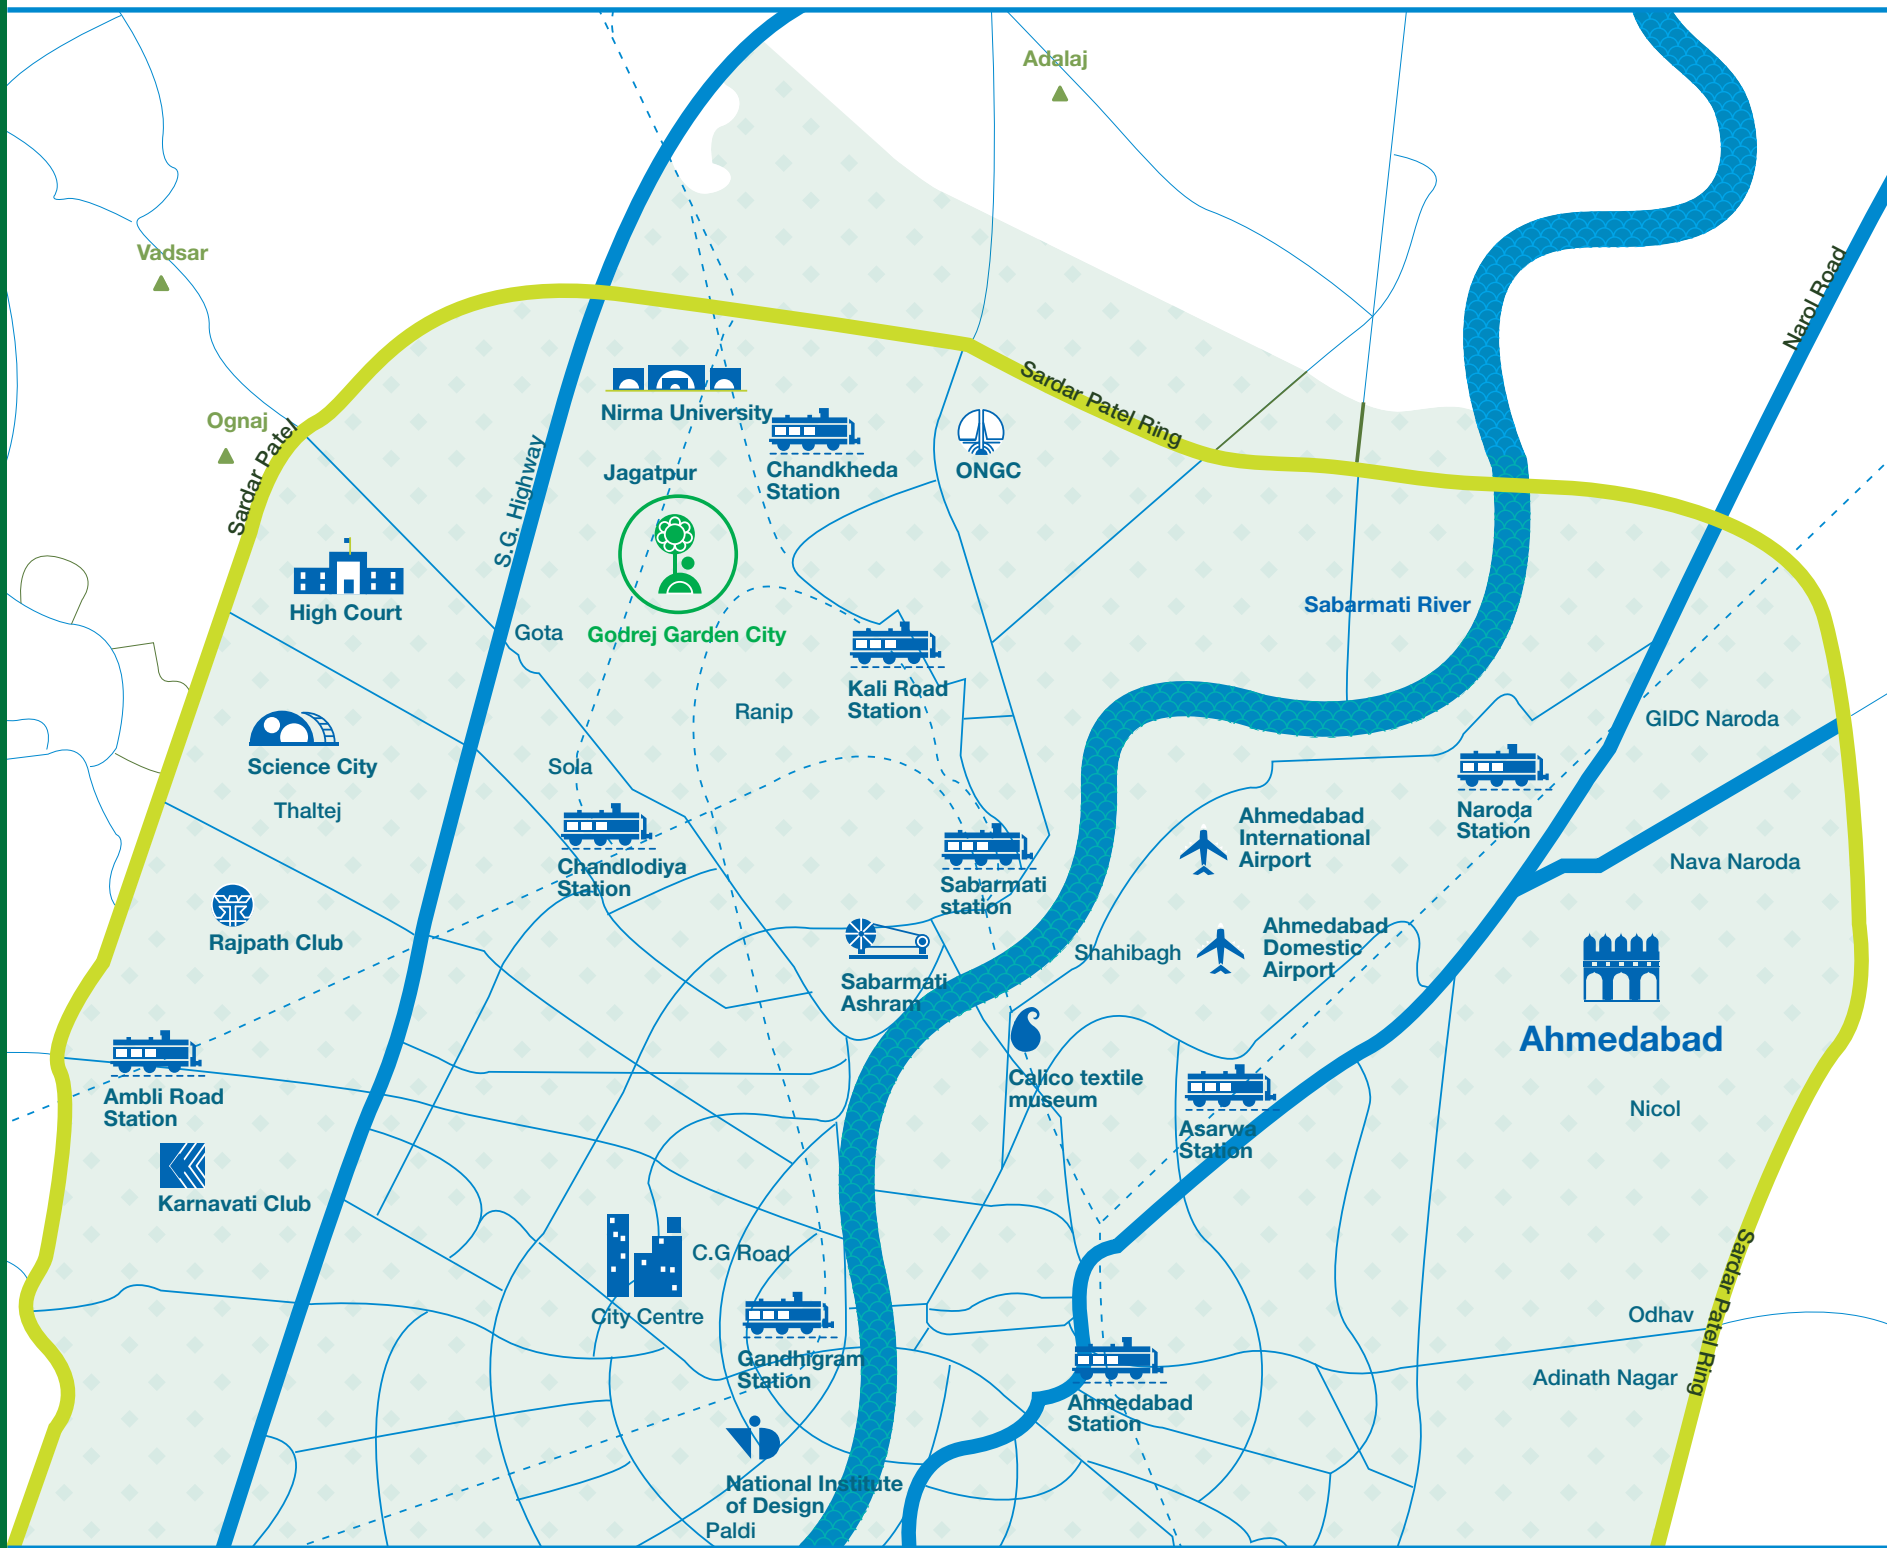 Adalaj
Vadsar
Narol Road
Sardar Patel Ring
Ognaj
Sardar Patel
Nirma University
S.G. Highway
Jagatpur
Chandkheda
Station
ONGC
High Court
Gota
Godrej Garden City
Sabarmati River
Kali Road
Station
Ranip
GIDC Naroda
Science City
Thaltej
Sola
Naroda
Station
Ahmedabad
International
Airport
Chandlodiya
Station
Sabarmati
station
Nava Naroda
Rajpath Club
Shahibagh
Ahmedabad
Domestic
Airport
Sabarmati
Ashram
Ahmedabad
Calico textile
museum
Ambli Road
Station
Asarwa
Station
Nicol
Karnavati Club
C.G Road
City Centre
Sardar Patel Ring
Odhav
Gandhigram
Station
Adinath Nagar
Ahmedabad
Station
National Institute
of Design
Paldi